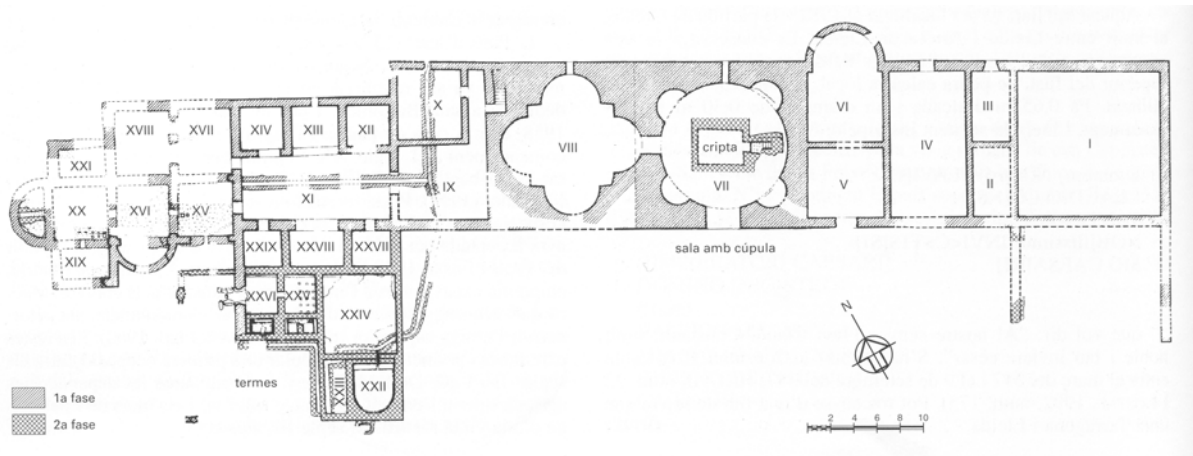 XVIII
XVII
XIV
XIII
XII
X
XXI
XX
XVI
XV
XIX
XI
IX
VIII
cripta
VII
VI
V
IV
III
II
I
XXIX
XXVIII
XXVII
XXVI
XXV
XXIV
XXIII
XXII
sala amb cúpula
termes
N
1a fase
2a fase
2 4 6 8 10